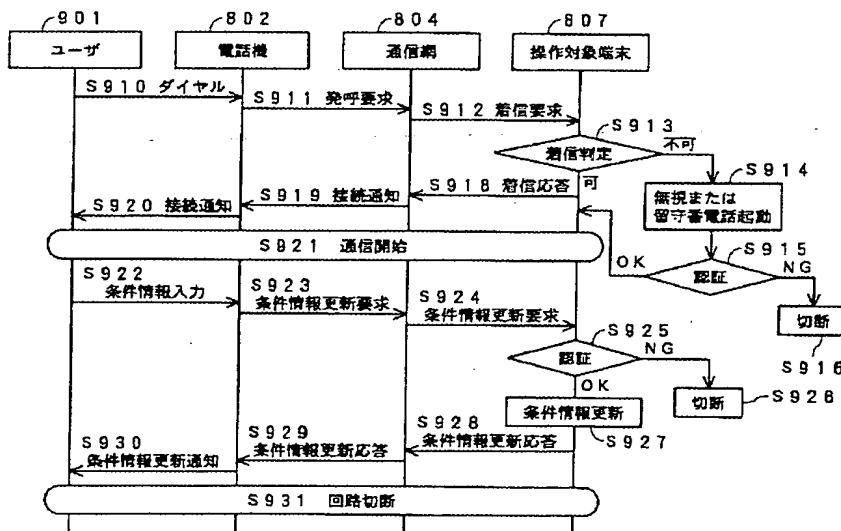 901
802
804
807
ユーザ
電話機
通信網
操作対象端末
S910 ダイヤル
S911 発呼要求
S912 着信要求
S913
着信判定
不可
S914
無視または
留守番電話起動
可
S918 着信応答
S919 接続通知
S920 接続通知
S915
認証
OK
NG
切断
S916
S921 通信開始
S922
条件情報入力
S923
条件情報更新要求
S924
条件情報更新要求
S925
認証
NG
OK
切断
S926
条件情報更新
S927
S928
条件情報更新応答
S929
条件情報更新応答
S930
条件情報更新通知
S931 回路切断